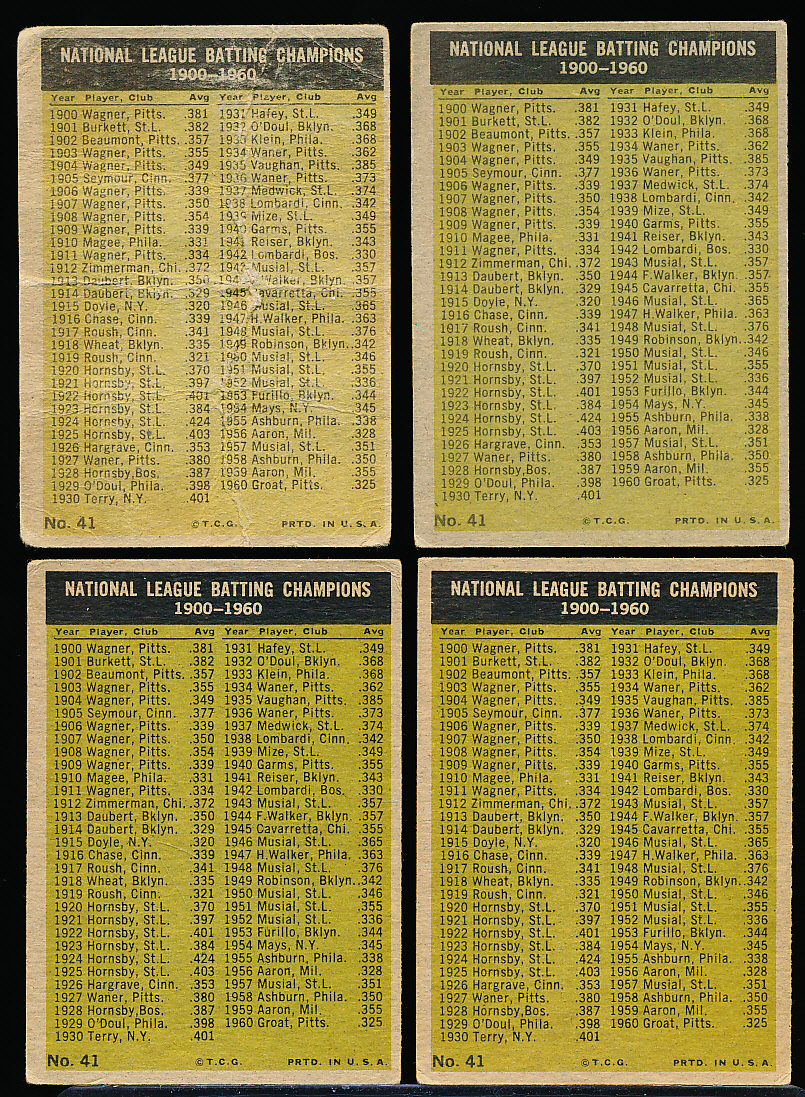 NATIONAL LEAGUE BATTING CHAMPIONS
1900–1960
Year Player, Club Avg Year Player, Club Avg
1900 Wagner, Pitts. .381 1931 Hafey, St.L. .349
1901 Burkett, St.L. .382 1932 O'Doul, Bklyn. .368
1902 Beaumont, Pitts. .357 1933 Klein, Phila. .368
1903 Wagner, Pitts. .355 1934 Waner, Pitts. .362
1904 Wagner, Pitts. .349 1935 Vaughan, Pitts. .385
1905 Seymour, Cinn. .377 1936 Waner, Pitts. .373
1906 Wagner, Pitts. .339 1937 Medwick, St.L. .374
1907 Wagner, Pitts. .350 1938 Lombardi, Cinn. .342
1908 Wagner, Pitts. .354 1939 Mize, St.L. .349
1909 Wagner, Pitts. .339 1940 Garms, Pitts. .355
1910 Magee, Phila. .331 1941 Reiser, Bklyn. .343
1911 Wagner, Pitts. .334 1942 Lombardi, Bos. .330
1912 Zimmerman, Chi. .372 1943 Musial, St.L. .357
1913 Daubert, Bklyn. .350 1944 Walker, Bklyn. .357
1914 Daubert, Bklyn. .329 1945 Cavarretta, Chi. .355
1915 Doyle, N.Y. .320 1946 Musial, St.L. .365
1916 Chase, Cinn. .339 1947 H.Walker, Phila. .363
1917 Roush, Cinn. .341 1948 Musial, St.L. .376
1918 Wheat, Bklyn. .335 1949 Robinson, Bklyn. .342
1919 Roush, Cinn. .321 1950 Musial, St.L. .346
1920 Hornsby, St.L. .370 1951 Musial, St.L. .355
1921 Hornsby, St.L. .397 1952 Musial, St.L. .336
1922 Hornsby, St.L. .401 1953 Furillo, Bklyn. .344
1923 Hornsby, St.L. .384 1954 Mays, N.Y. .345
1924 Hornsby, St.L. .424 1955 Ashburn, Phila. .338
1925 Hornsby, St.L. .403 1956 Aaron, Mil. .328
1926 Hargrave, Cinn. .353 1957 Musial, St.L. .351
1927 Waner, Pitts. .380 1958 Ashburn, Phila. .350
1928 Hornsby,Bos. .387 1959 Aaron, Mil. .355
1929 O'Doul, Phila. .398 1960 Groat, Pitts. .325
1930 Terry, N.Y. .401
No. 41 ©T.C.G. PRTD. IN U.S.A.
NATIONAL LEAGUE BATTING CHAMPIONS
1900–1960
Year Player, Club Avg Year Player, Club Avg
1900 Wagner, Pitts. .381 1931 Hafey, St.L. .349
1901 Burkett, St.L. .382 1932 O'Doul, Bklyn. .368
1902 Beaumont, Pitts. .357 1933 Klein, Phila. .368
1903 Wagner, Pitts. .355 1934 Waner, Pitts. .362
1904 Wagner, Pitts. .349 1935 Vaughan, Pitts. .385
1905 Seymour, Cinn. .377 1936 Waner, Pitts. .373
1906 Wagner, Pitts. .339 1937 Medwick, St.L. .374
1907 Wagner, Pitts. .350 1938 Lombardi, Cinn. .342
1908 Wagner, Pitts. .354 1939 Mize, St.L. .349
1909 Wagner, Pitts. .339 1940 Garms, Pitts. .355
1910 Magee, Phila. .331 1941 Reiser, Bklyn. .343
1911 Wagner, Pitts. .334 1942 Lombardi, Bos. .330
1912 Zimmerman, Chi. .372 1943 Musial, St.L. .357
1913 Daubert, Bklyn. .350 1944 F.Walker, Bklyn. .357
1914 Daubert, Bklyn. .329 1945 Cavarretta, Chi. .355
1915 Doyle, N.Y. .320 1946 Musial, St.L. .365
1916 Chase, Cinn. .339 1947 H.Walker, Phila. .363
1917 Roush, Cinn. .341 1948 Musial, St.L. .376
1918 Wheat, Bklyn. .335 1949 Robinson, Bklyn. .342
1919 Roush, Cinn. .321 1950 Musial, St.L. .346
1920 Hornsby, St.L. .370 1951 Musial, St.L. .355
1921 Hornsby, St.L. .397 1952 Musial, St.L. .336
1922 Hornsby, St.L. .401 1953 Furillo, Bklyn. .344
1923 Hornsby, St.L. .384 1954 Mays, N.Y. .345
1924 Hornsby, St.L. .424 1955 Ashburn, Phila. .338
1925 Hornsby, St.L. .403 1956 Aaron, Mil. .328
1926 Hargrave, Cinn. .353 1957 Musial, St.L. .351
1927 Waner, Pitts. .380 1958 Ashburn, Phila. .350
1928 Hornsby,Bos. .387 1959 Aaron, Mil. .355
1929 O'Doul, Phila. .398 1960 Groat, Pitts. .325
1930 Terry, N.Y. .401
No. 41 ©T.C.G. PRTD. IN U.S.A.
NATIONAL LEAGUE BATTING CHAMPIONS
1900–1960
Year Player, Club Avg Year Player, Club Avg
1900 Wagner, Pitts. .381 1931 Hafey, St.L. .349
1901 Burkett, St.L. .382 1932 O'Doul, Bklyn. .368
1902 Beaumont, Pitts. .357 1933 Klein, Phila. .368
1903 Wagner, Pitts. .355 1934 Waner, Pitts. .362
1904 Wagner, Pitts. .349 1935 Vaughan, Pitts. .385
1905 Seymour, Cinn. .377 1936 Waner, Pitts. .373
1906 Wagner, Pitts. .339 1937 Medwick, St.L. .374
1907 Wagner, Pitts. .350 1938 Lombardi, Cinn. .342
1908 Wagner, Pitts. .354 1939 Mize, St.L. .349
1909 Wagner, Pitts. .339 1940 Garms, Pitts. .355
1910 Magee, Phila. .331 1941 Reiser, Bklyn. .343
1911 Wagner, Pitts. .334 1942 Lombardi, Bos. .330
1912 Zimmerman, Chi. .372 1943 Musial, St.L. .357
1913 Daubert, Bklyn. .350 1944 F.Walker, Bklyn. .357
1914 Daubert, Bklyn. .329 1945 Cavarretta, Chi. .355
1915 Doyle, N.Y. .320 1946 Musial, St.L. .365
1916 Chase, Cinn. .339 1947 H.Walker, Phila. .363
1917 Roush, Cinn. .341 1948 Musial, St.L. .376
1918 Wheat, Bklyn. .335 1949 Robinson, Bklyn. .342
1919 Roush, Cinn. .321 1950 Musial, St.L. .346
1920 Hornsby, St.L. .370 1951 Musial, St.L. .355
1921 Hornsby, St.L. .397 1952 Musial, St.L. .336
1922 Hornsby, St.L. .401 1953 Furillo, Bklyn. .344
1923 Hornsby, St.L. .384 1954 Mays, N.Y. .345
1924 Hornsby, St.L. .424 1955 Ashburn, Phila. .338
1925 Hornsby, St.L. .403 1956 Aaron, Mil. .328
1926 Hargrave, Cinn. .353 1957 Musial, St.L. .351
1927 Waner, Pitts. .380 1958 Ashburn, Phila. .350
1928 Hornsby,Bos. .387 1959 Aaron, Mil. .355
1929 O'Doul, Phila. .398 1960 Groat, Pitts. .325
1930 Terry, N.Y. .401
No. 41 ©T.C.G. PRTD. IN U.S.A.
NATIONAL LEAGUE BATTING CHAMPIONS
1900–1960
Year Player, Club Avg Year Player, Club Avg
1900 Wagner, Pitts. .381 1931 Hafey, St.L. .349
1901 Burkett, St.L. .382 1932 O'Doul, Bklyn. .368
1902 Beaumont, Pitts. .357 1933 Klein, Phila. .368
1903 Wagner, Pitts. .355 1934 Waner, Pitts. .362
1904 Wagner, Pitts. .349 1935 Vaughan, Pitts. .385
1905 Seymour, Cinn. .377 1936 Waner, Pitts. .373
1906 Wagner, Pitts. .339 1937 Medwick, St.L. .374
1907 Wagner, Pitts. .350 1938 Lombardi, Cinn. .342
1908 Wagner, Pitts. .354 1939 Mize, St.L. .349
1909 Wagner, Pitts. .339 1940 Garms, Pitts. .355
1910 Magee, Phila. .331 1941 Reiser, Bklyn. .343
1911 Wagner, Pitts. .334 1942 Lombardi, Bos. .330
1912 Zimmerman, Chi. .372 1943 Musial, St.L. .357
1913 Daubert, Bklyn. .350 1944 F.Walker, Bklyn. .357
1914 Daubert, Bklyn. .329 1945 Cavarretta, Chi. .355
1915 Doyle, N.Y. .320 1946 Musial, St.L. .365
1916 Chase, Cinn. .339 1947 H.Walker, Phila. .363
1917 Roush, Cinn. .341 1948 Musial, St.L. .376
1918 Wheat, Bklyn. .335 1949 Robinson, Bklyn. .342
1919 Roush, Cinn. .321 1950 Musial, St.L. .346
1920 Hornsby, St.L. .370 1951 Musial, St.L. .355
1921 Hornsby, St.L. .397 1952 Musial, St.L. .336
1922 Hornsby, St.L. .401 1953 Furillo, Bklyn. .344
1923 Hornsby, St.L. .384 1954 Mays, N.Y. .345
1924 Hornsby, St.L. .424 1955 Ashburn, Phila. .338
1925 Hornsby, St.L. .403 1956 Aaron, Mil. .328
1926 Hargrave, Cinn. .353 1957 Musial, St.L. .351
1927 Waner, Pitts. .380 1958 Ashburn, Phila. .350
1928 Hornsby,Bos. .387 1959 Aaron, Mil. .355
1929 O'Doul, Phila. .398 1960 Groat, Pitts. .325
1930 Terry, N.Y. .401
No. 41 ©T.C.G. PRTD. IN U.S.A.